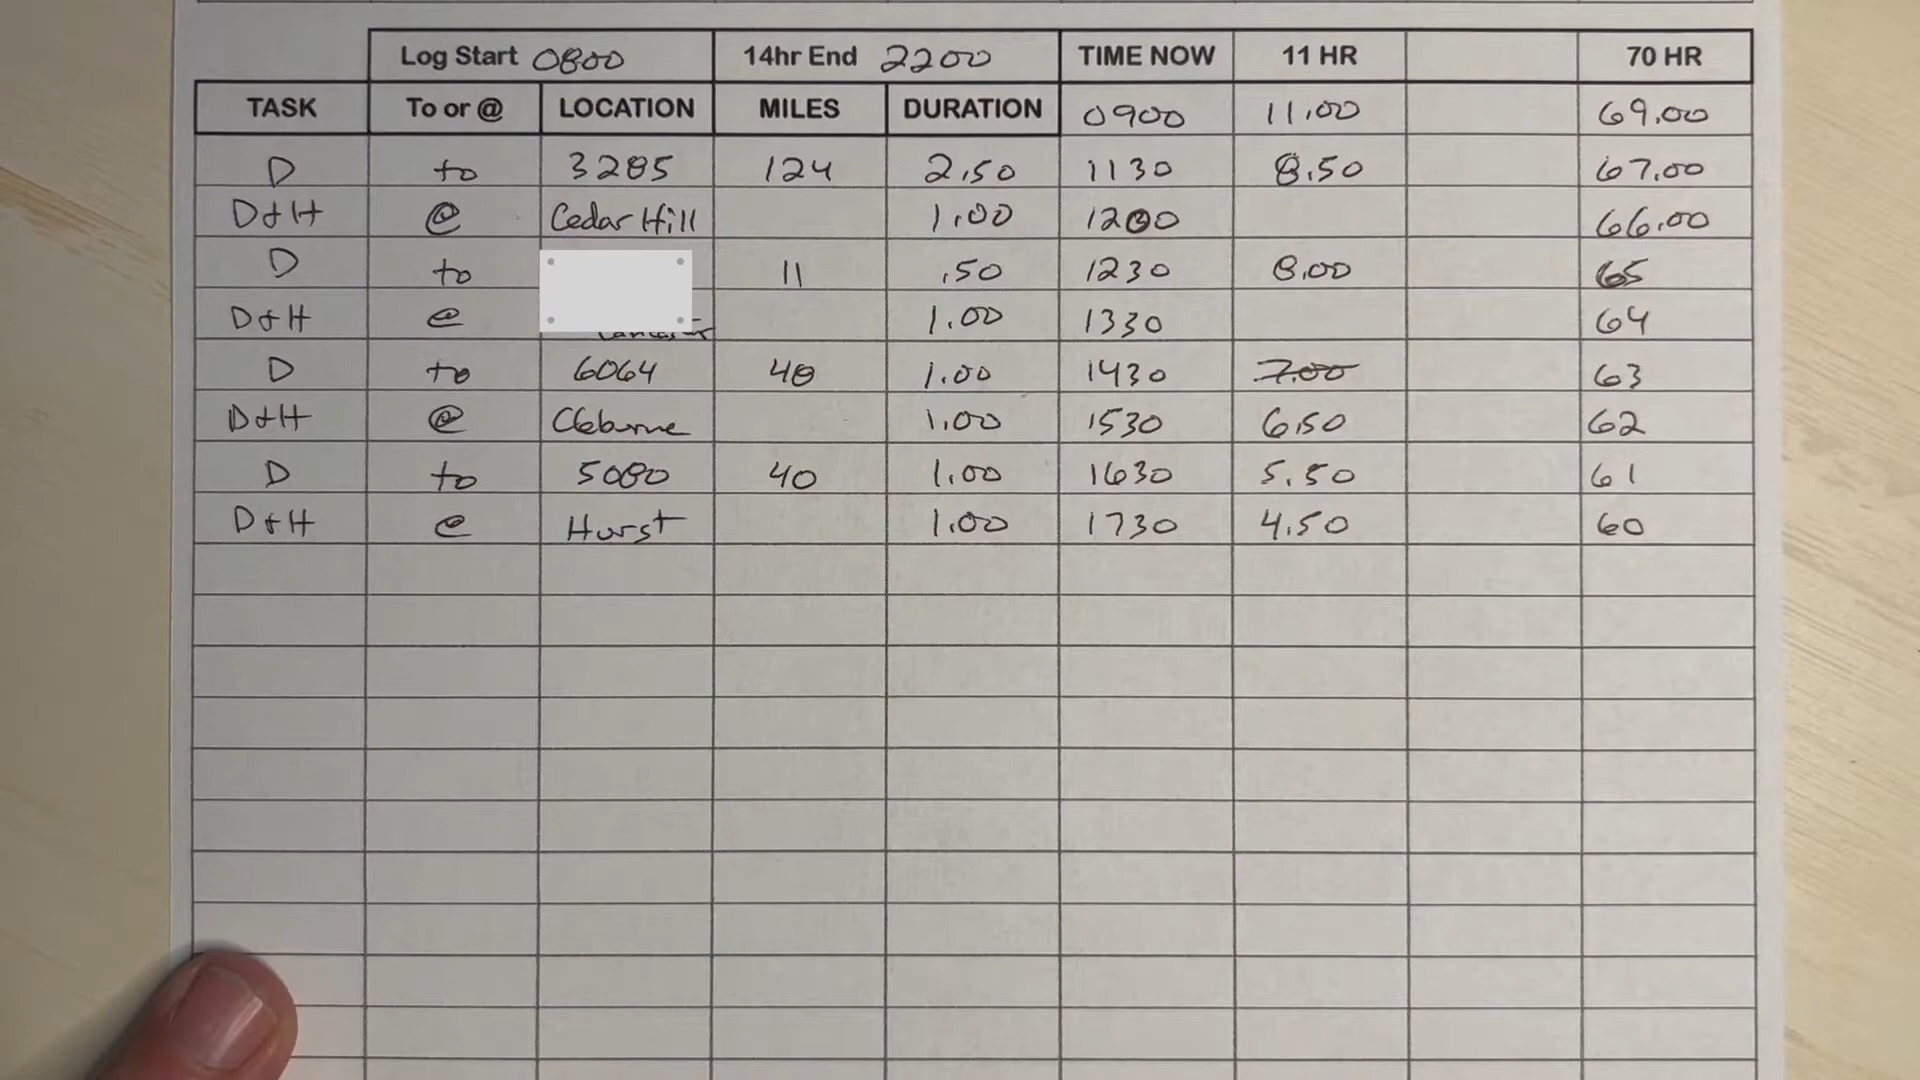 Log Start 0800 14hr End 2200 TIME NOW 11 HR 70 HR
TASK To or @ LOCATION MILES DURATION 0900 11.00 69.00
D to 3285 124 2.50 1130 8.50 67.00
D+H @ Cedar Hill 1.00 1200 66.00
D to 11 .50 1230 8.00 65
D+H @ 1.00 1330 64
D to 6064 48 1.00 1430 7.00 63
D+H @ Cleburne 1.00 1530 6.50 62
D to 5080 40 1.00 1630 5.50 61
D+H @ Hurst 1.00 1730 4.50 60